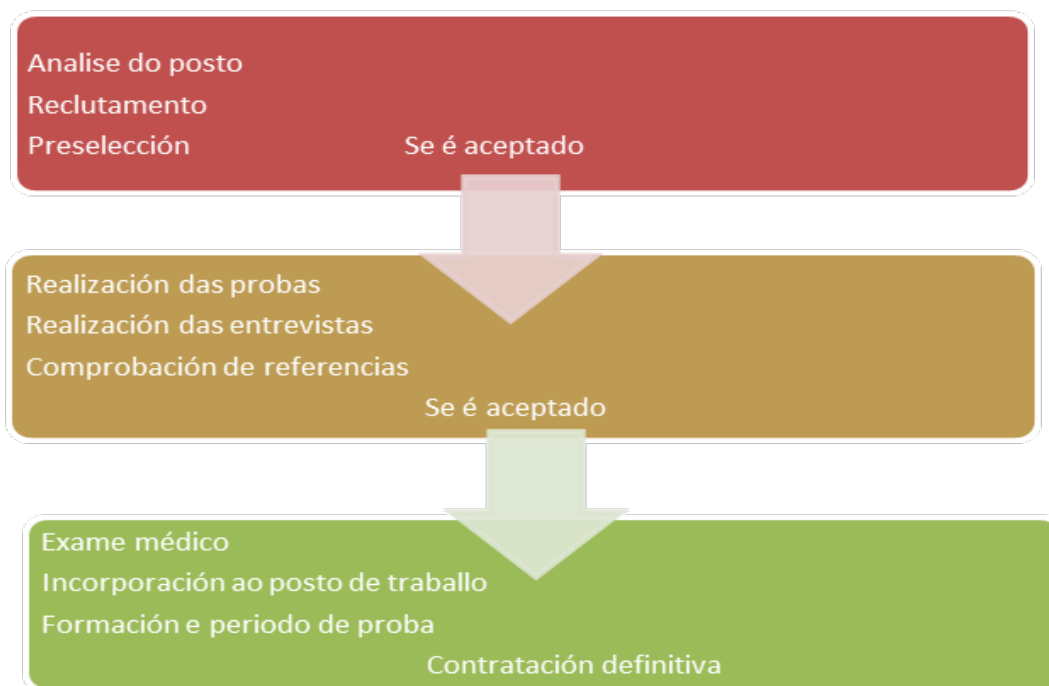 Analise do posto
Reclutamento
Preselección Se é aceptado
Realización das probas
Realización das entrevistas
Comprobación de referencias
Se é aceptado
Exame médico
Incorporación ao posto de traballo
Formación e periodo de proba
Contratación definitiva